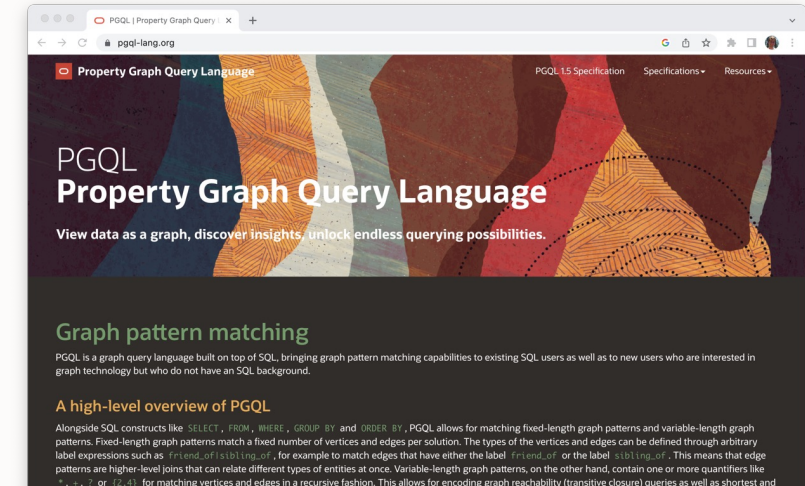 PGQL | Property Graph Query L
pgql-lang.org
Property Graph Query Language
PGQL 1.5 Specification
Specifications
Resources
PGQL
Property Graph Query Language
View data as a graph, discover insights, unlock endless querying possibilities.
Graph pattern matching
PGQL is a graph query language built on top of SQL, bringing graph pattern matching capabilities to existing SQL users as well as to new users who are interested in
graph technology but who do not have an SQL background.
A high-level overview of PGQL
Alongside SQL constructs like SELECT, FROM, WHERE, GROUP BY and ORDER BY, PGQL allows for matching fixed-length graph patterns and variable-length graph
patterns. Fixed-length graph patterns match a fixed number of vertices and edges per solution. The types of the vertices and edges can be defined through arbitrary
label expressions such as friend_of|sibling_of, for example to match edges that have either the label friend_of or the label sibling_of. This means that edge
patterns are higher-level joins that can relate different types of entities at once. Variable-length graph patterns, on the other hand, contain one or more quantifiers like
*, +, ? or {2,4} for matching vertices and edges in a recursive fashion. This allows for encoding graph reachability (transitive closure) queries as well as shortest and